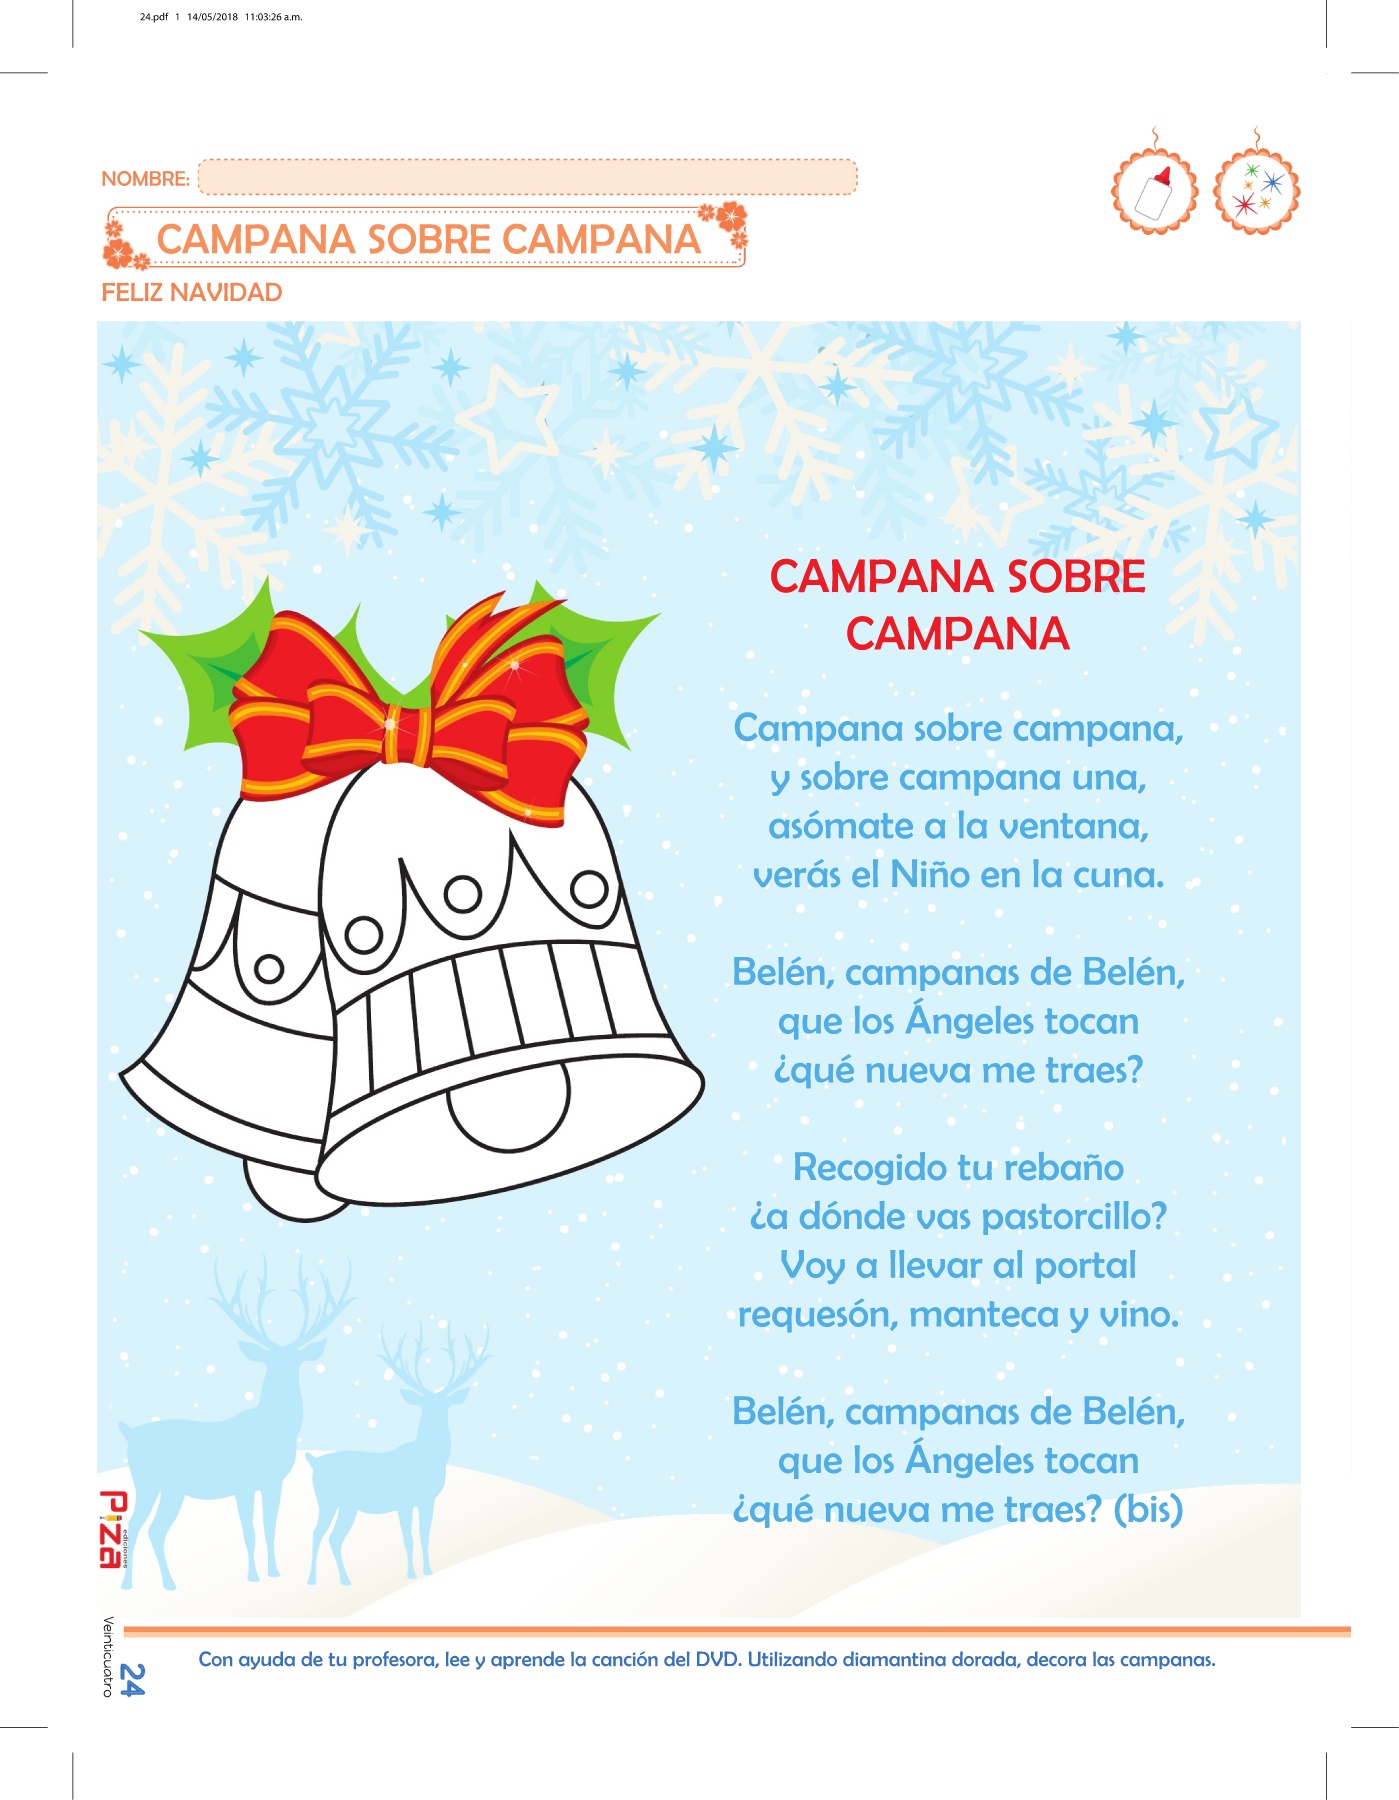 24.pdf 1 14/05/2018 11:03:26 a.m.
NOMBRE:
CAMPANA SOBRE CAMPANA
FELIZ NAVIDAD
CAMPANA SOBRE
CAMPANA
Campana sobre campana,
y sobre campana una,
asómate a la ventana,
verás el Niño en la cuna.
Belén, campanas de Belén,
que los Ángeles tocan
¿qué nueva me traes?
Recogido tu rebaño
¿a dónde vas pastorcillo?
Voy a llevar al portal
requesón, manteca y vino.
Belén, campanas de Belén,
que los Ángeles tocan
¿qué nueva me traes? (bis)
Piza
ediciones
Veinticuatro
24
Con ayuda de tu profesora, lee y aprende la canción del DVD. Utilizando diamantina dorada, decora las campanas.